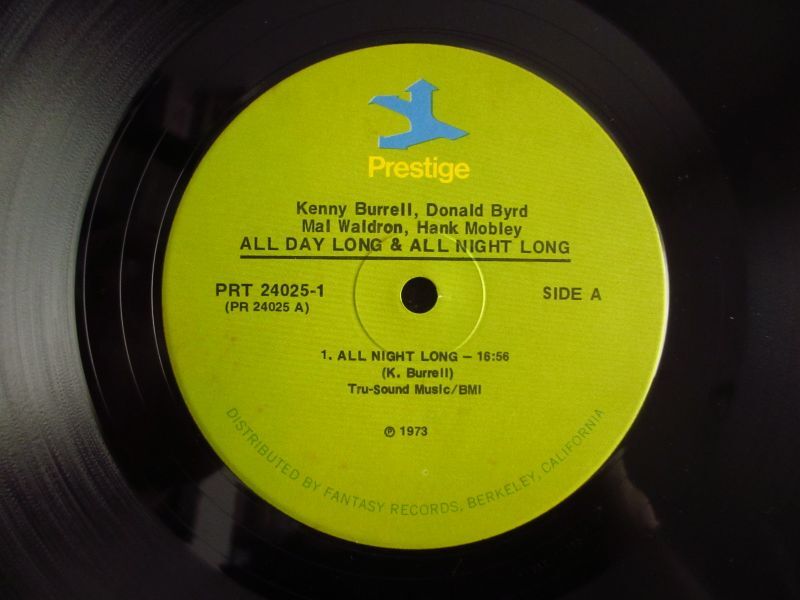 Prestige
Kenny Burrell, Donald Byrd
Mal Waldron, Hank Mobley
ALL DAY LONG & ALL NIGHT LONG
PRT 24025-1
(PR 24025 A)
SIDE A
1. ALL NIGHT LONG – 16:56
(K. Burrell)
Tru-Sound Music/BMI
℗ 1973
DISTRIBUTED BY FANTASY RECORDS, BERKELEY, CALIFORNIA